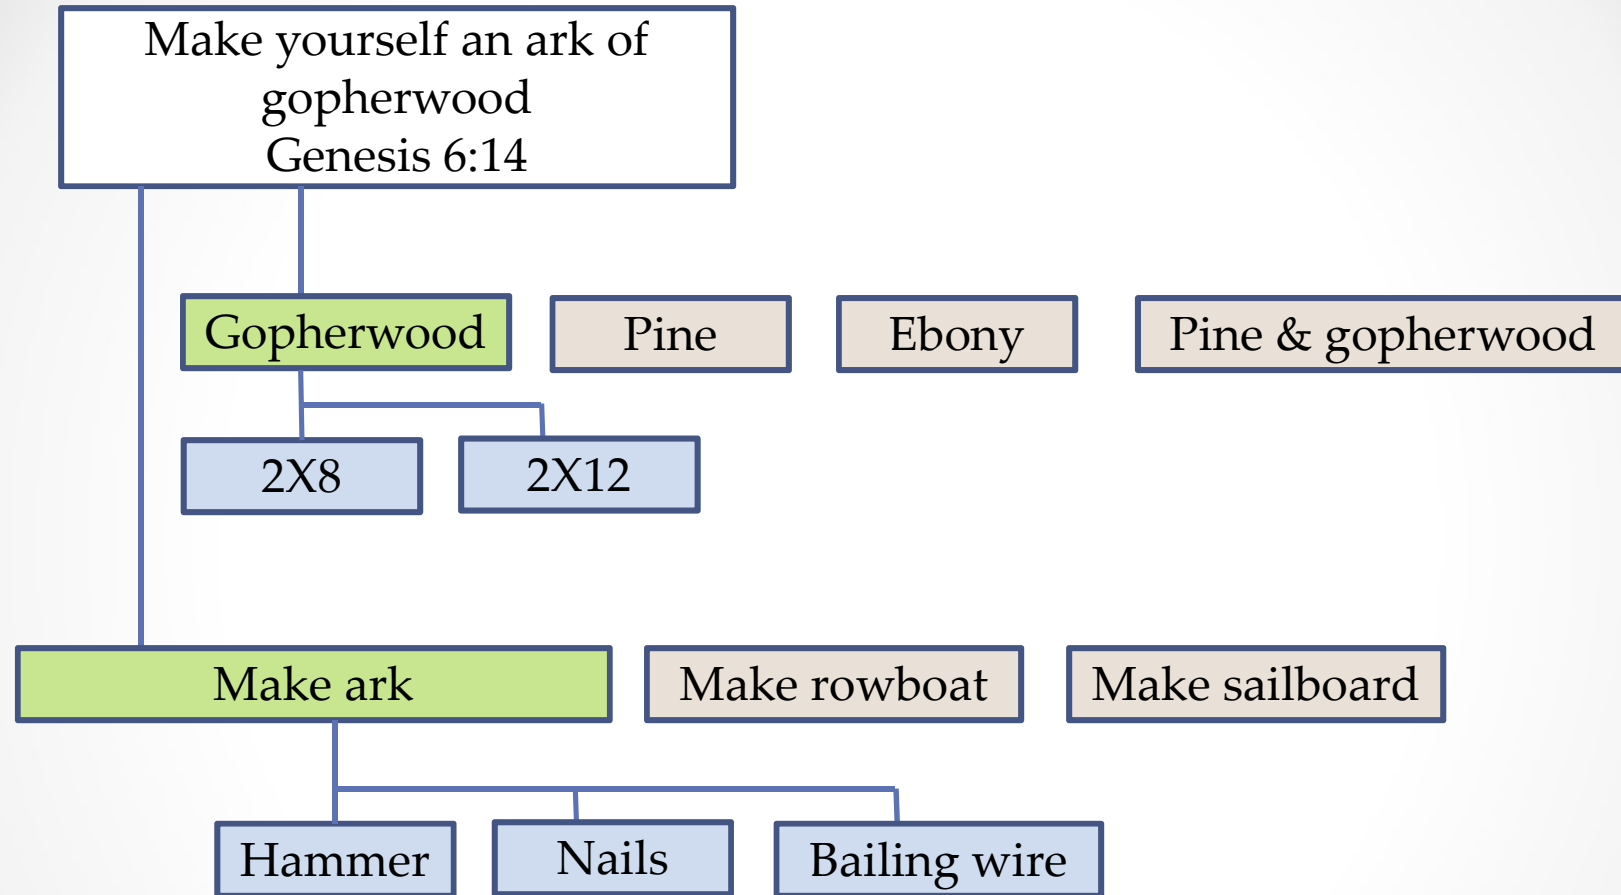 Make yourself an ark of
gopherwood
Genesis 6:14
Gopherwood
Pine
Ebony
Pine & gopherwood
2X8
2X12
Make ark
Make rowboat
Make sailboard
Hammer
Nails
Bailing wire